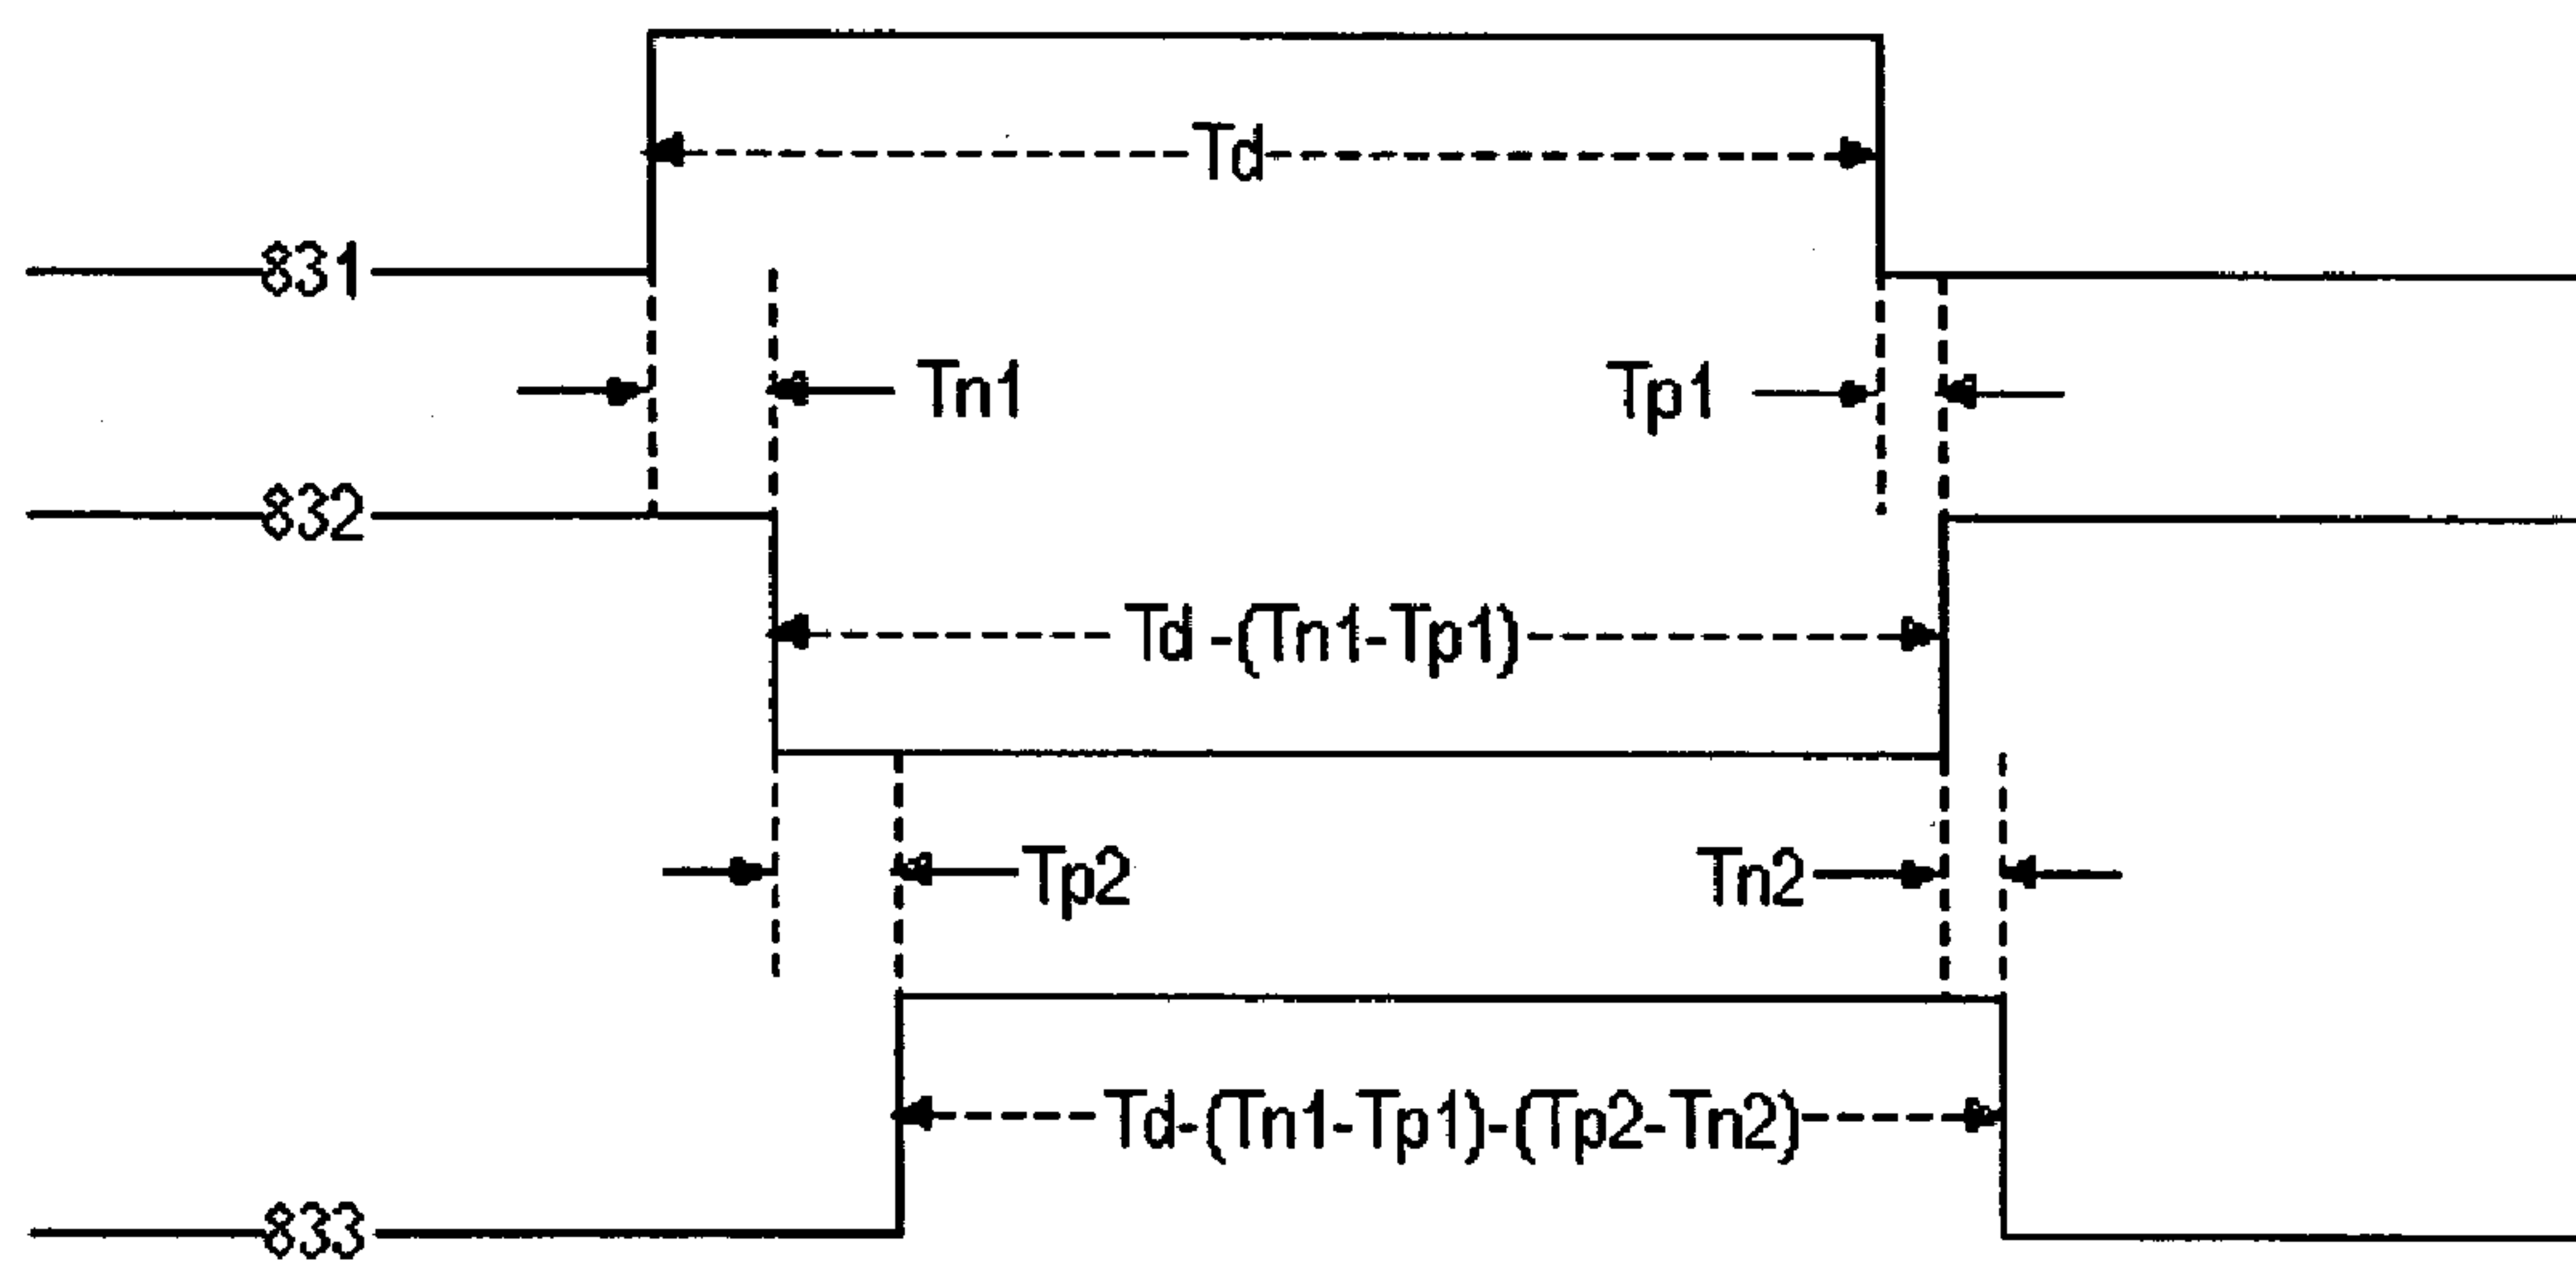 Td
831
Tn1
Tp1
832
Td -(Tn1-Tp1)
Tp2
Tn2
Td-(Tn1-Tp1)-(Tp2-Tn2)
833